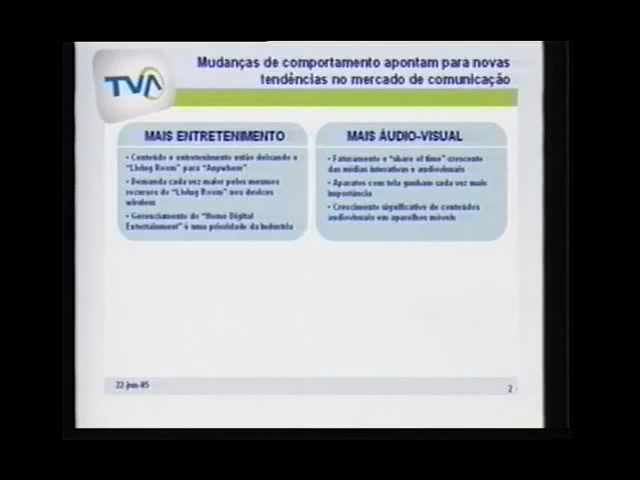 TVA
Mudanças de comportamento apontam para novas
tendências no mercado de comunicação
MAIS ENTRETENIMENTO
• Conteúdo e entretenimento estão deixando o
"Living Room" para "Anywhere"
• Demanda cada vez maior pelos mesmos
recursos do "Living Room" nos devices
wireless
• Gerenciamento do "Home Digital
Entertainment" é uma prioridade da Indústria
MAIS ÁUDIO-VISUAL
• Faturamento e "share of time" crescente
das mídias interativas e audiovisuais
• Aparatos com tela ganham cada vez mais
importância
• Crescimento significativo de conteúdos
audiovisuais em aparelhos móveis
22-jun-05
2